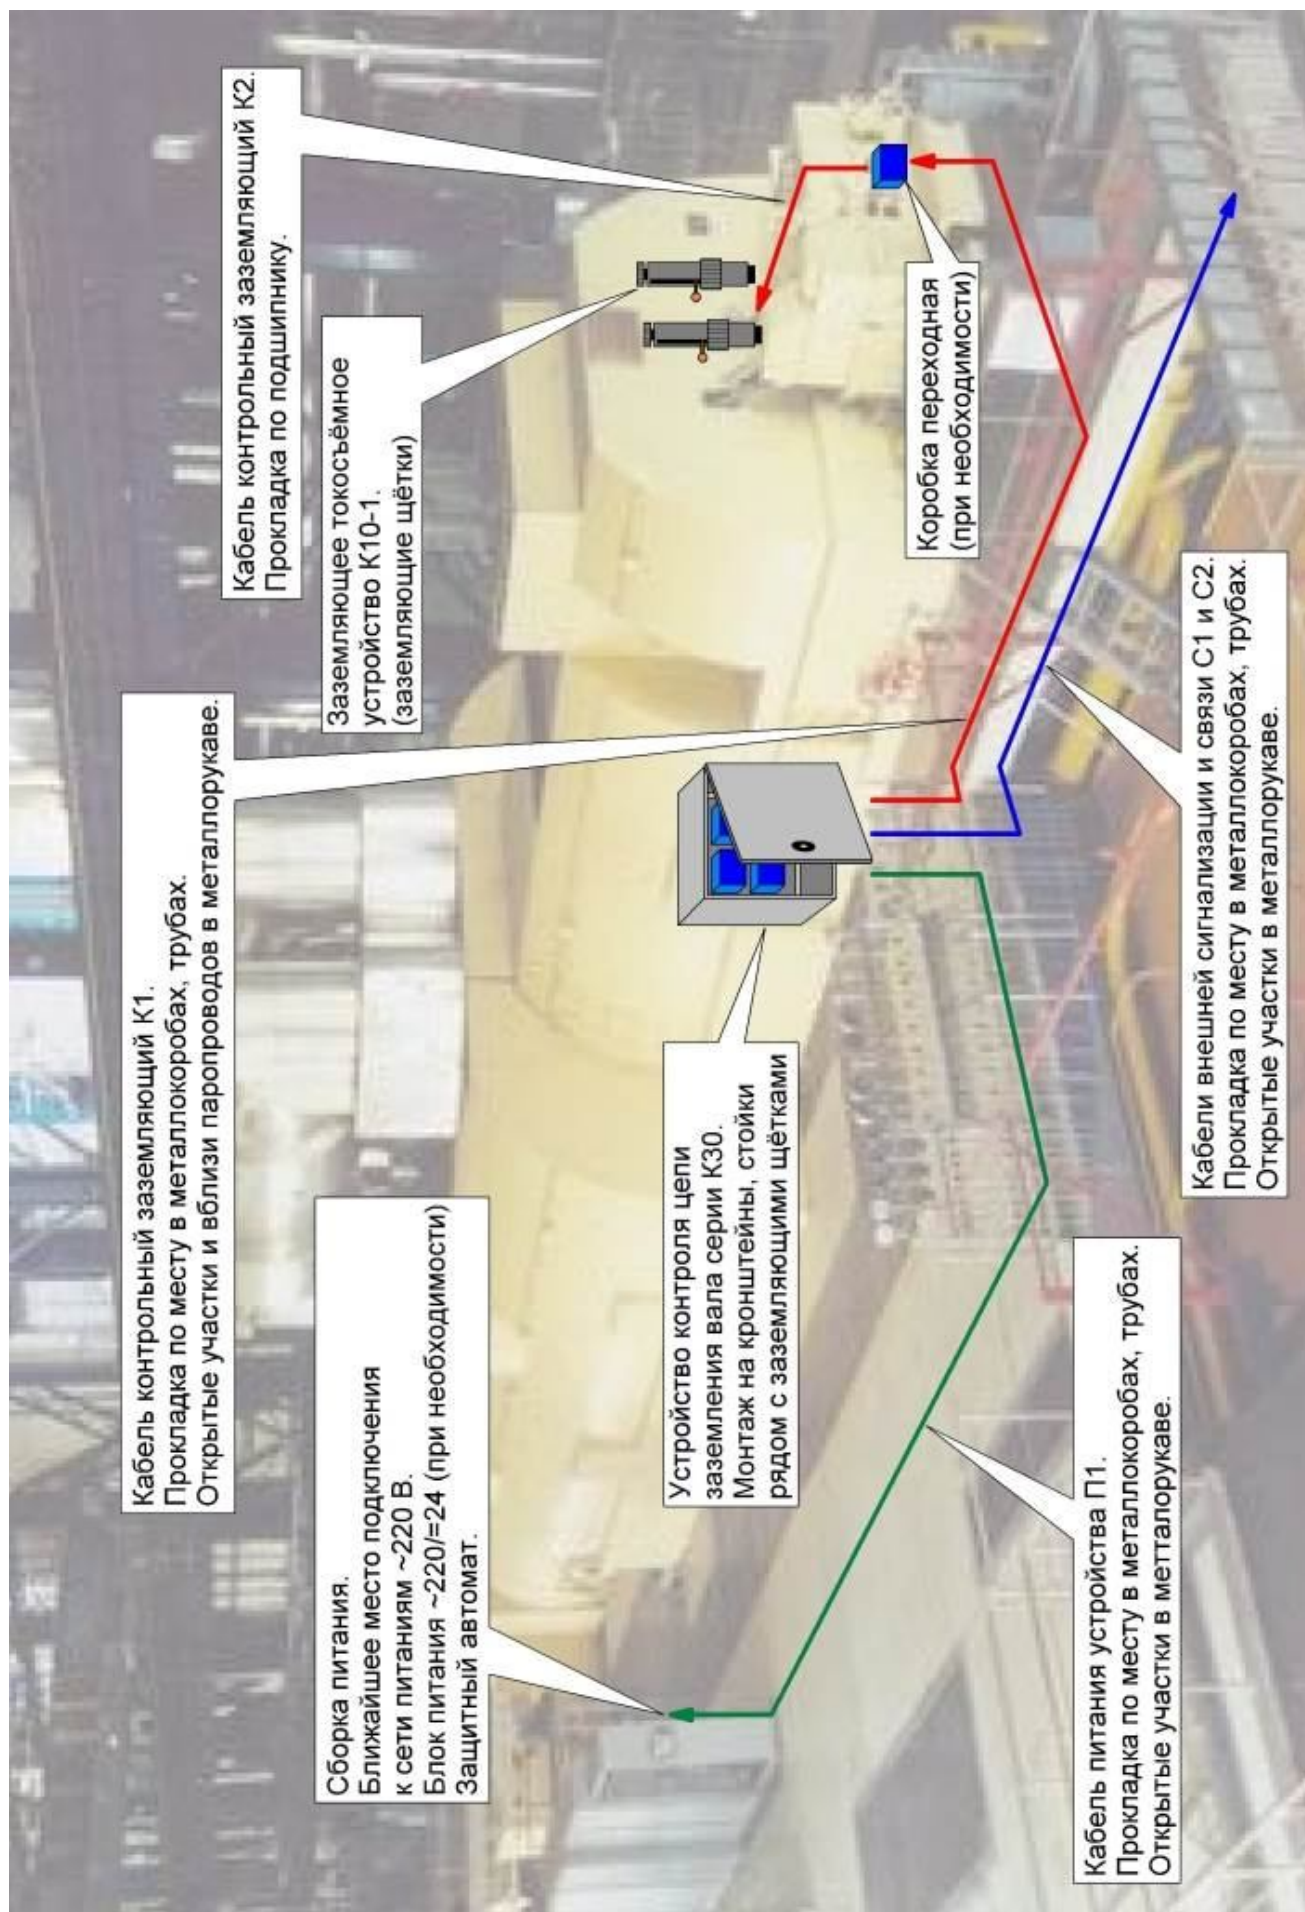 Кабель контрольный заземляющий К1.
Прокладка по месту в металлокоробах, трубах.
Открытые участки и вблизи паропроводов в металлорукаве.
Кабель контрольный заземляющий К2.
Прокладка по подшипнику.
Сборка питания.
Ближайшее место подключения
к сети питаниям ~220 В.
Блок питания ~220/=24 (при необходимости)
Защитный автомат.
Заземляющее токосъёмное
устройство К10-1.
(заземляющие щётки)
Устройство контроля цепи
заземления вала серии К30.
Монтаж на кронштейны, стойки
рядом с заземляющими щётками
Коробка переходная
(при необходимости)
Кабель питания устройства П1.
Прокладка по месту в металлокоробах, трубах.
Открытые участки в метталорукаве.
Кабели внешней сигнализации и связи С1 и С2.
Прокладка по месту в металлокоробах, трубах.
Открытые участки в металлорукаве.